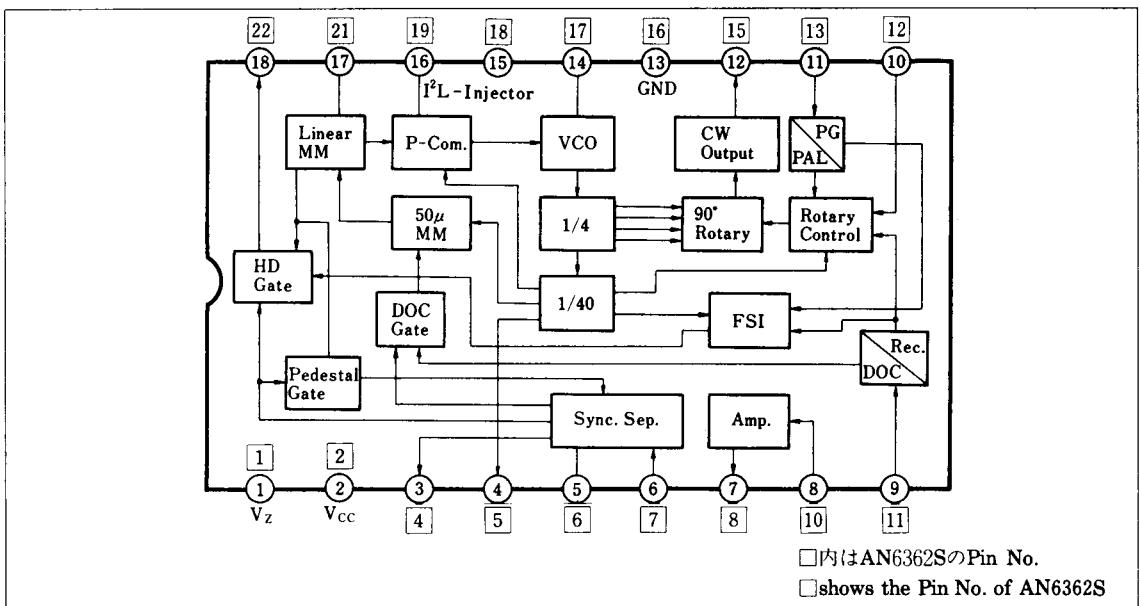 22 21 19 18 17 16 15 13 12
18 17 16 15 14 13 12 11 10
I²L-Injector
GND
Linear
MM
P-Com.
VCO
CW
Output
PG
PAL
50μ
MM
1/4
90°
Rotary
Rotary
Control
HD
Gate
DOC
Gate
1/40
FSI
Rec.
DOC
Pedestal
Gate
Sync. Sep.
Amp.
1 2
1 2 3 4 5 6 7 8 9
V_Z V_CC 4 5 6 7 8 10 11
□内はAN6362SのPin No.
□shows the Pin No. of AN6362S